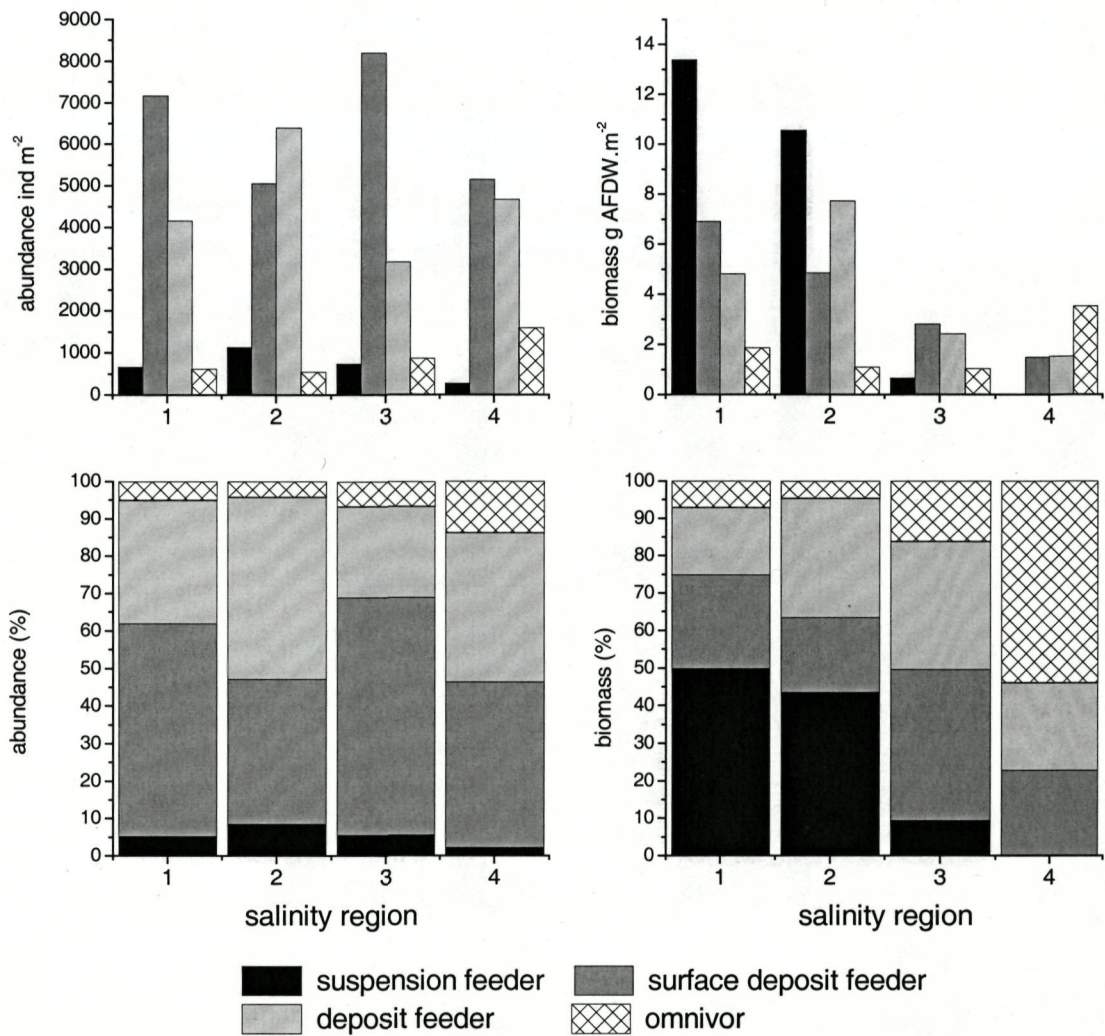 9000
8000
7000
6000
5000
4000
3000
2000
1000
0
abundance ind m-2
1 2 3 4
14
12
10
8
6
4
2
0
biomass g AFDW.m-2
1 2 3 4
100
90
80
70
60
50
40
30
20
10
0
abundance (%)
1 2 3 4
salinity region
100
90
80
70
60
50
40
30
20
10
0
biomass (%)
1 2 3 4
salinity region
suspension feeder
surface deposit feeder
deposit feeder
omnivor